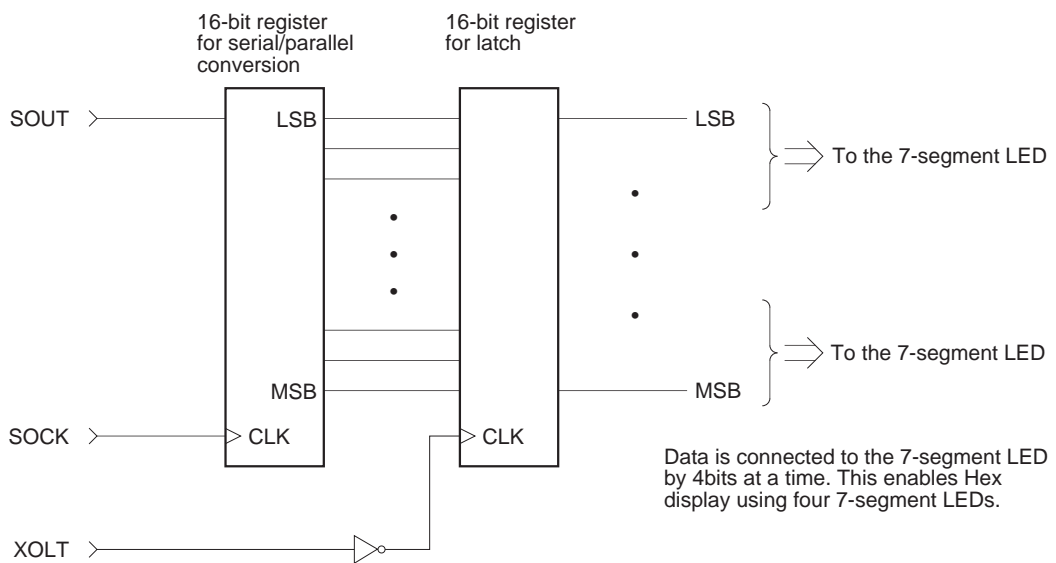 16-bit register
for serial/parallel
conversion
16-bit register
for latch
SOUT
LSB
LSB
To the 7-segment LED
To the 7-segment LED
MSB
MSB
SOCK
CLK
CLK
Data is connected to the 7-segment LED
by 4bits at a time. This enables Hex
display using four 7-segment LEDs.
XOLT